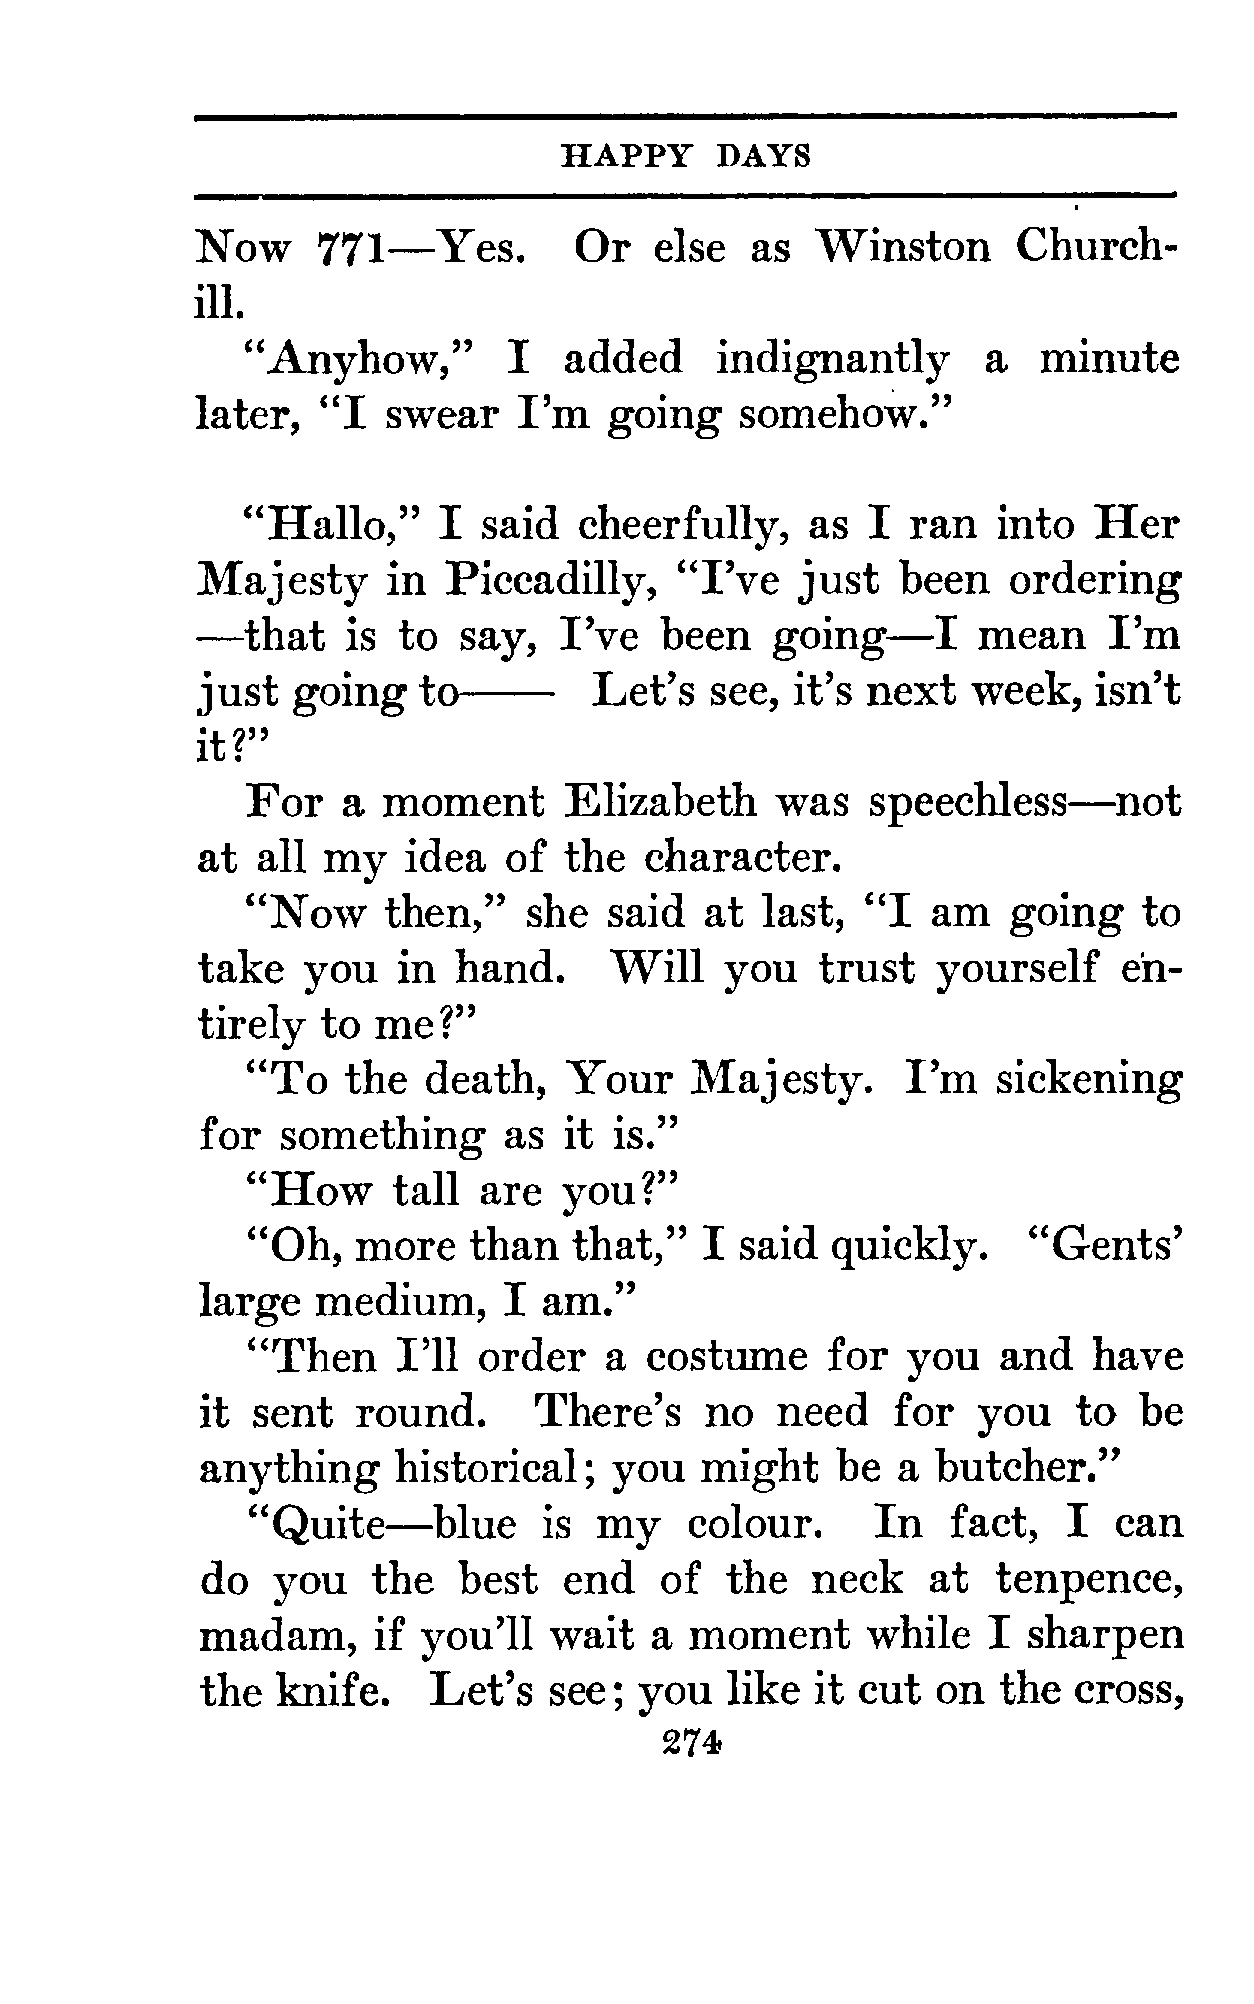 HAPPY DAYS
Now 771—Yes. Or else as Winston Church-
ill.
“Anyhow,” I added indignantly a minute
later, “I swear I’m going somehow.”
“Hallo,” I said cheerfully, as I ran into Her
Majesty in Piccadilly, “I’ve just been ordering
—that is to say, I’ve been going—I mean I’m
just going to—— Let’s see, it’s next week, isn’t
it?”
For a moment Elizabeth was speechless—not
at all my idea of the character.
“Now then,” she said at last, “I am going to
take you in hand. Will you trust yourself en-
tirely to me?”
“To the death, Your Majesty. I’m sickening
for something as it is.”
“How tall are you?”
“Oh, more than that,” I said quickly. “Gents’
large medium, I am.”
“Then I’ll order a costume for you and have
it sent round. There’s no need for you to be
anything historical; you might be a butcher.”
“Quite—blue is my colour. In fact, I can
do you the best end of the neck at tenpence,
madam, if you’ll wait a moment while I sharpen
the knife. Let’s see; you like it cut on the cross,
274